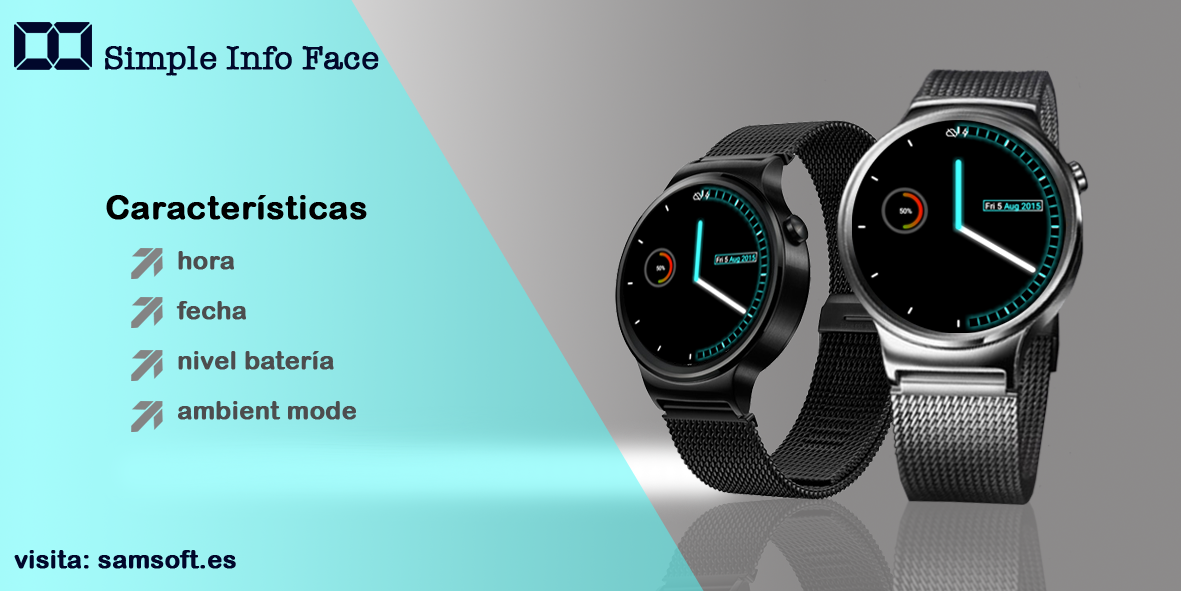 Simple Info Face
Características
hora
fecha
nivel batería
ambient mode
visita: samsoft.es
50%
Fri 5 Aug 2015
50%
Fri 5 Aug 2015